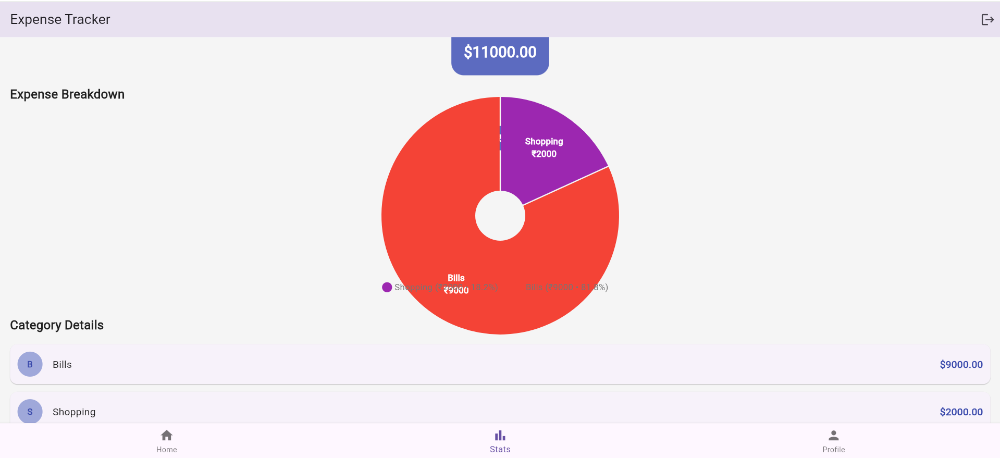 Expense Tracker
$11000.00
Expense Breakdown
Shopping
₹2000
Bills
₹9000
Shopping (₹2000 • 18.2%)
Bills (₹9000 • 81.8%)
Category Details
B Bills $9000.00
S Shopping $2000.00
Home Stats Profile